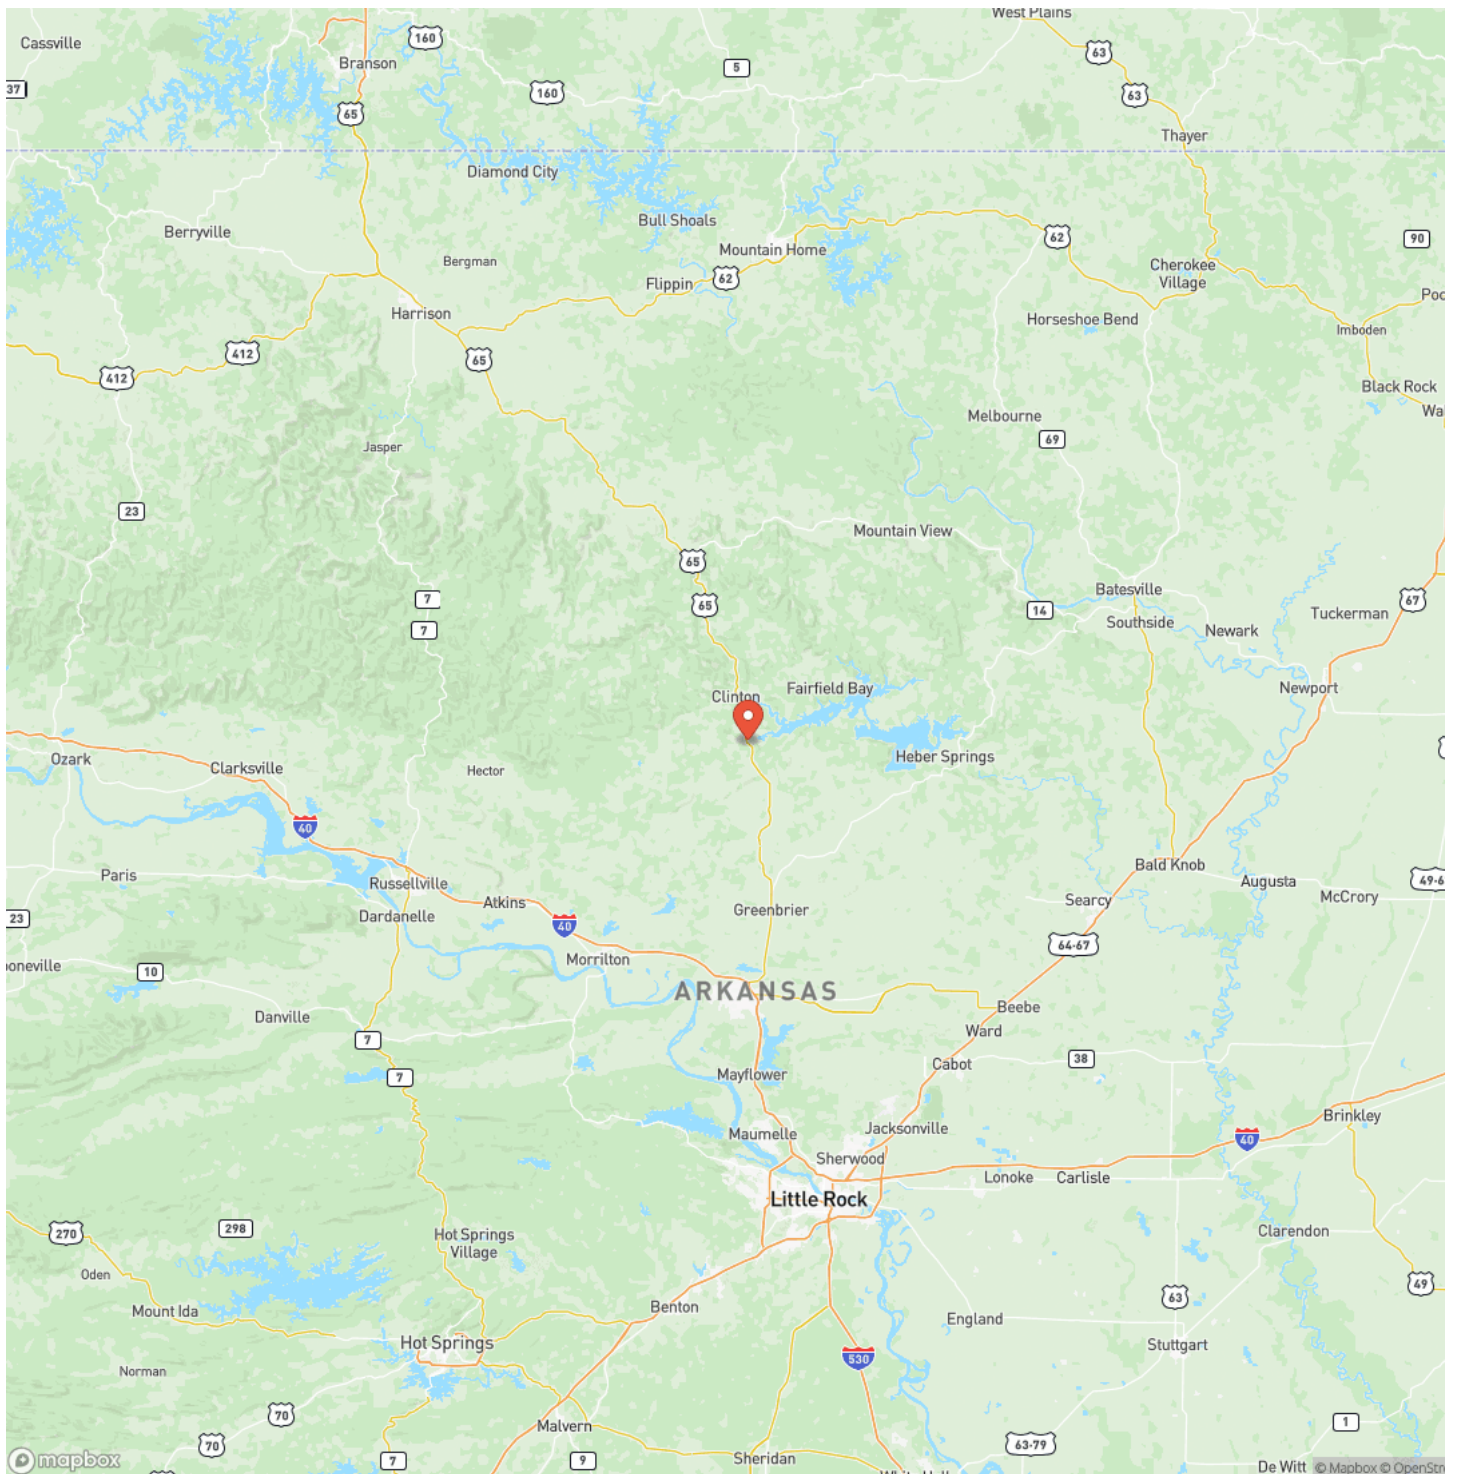 West Plains
Cassville
160
63
Branson
5
37
160
63
65
Thayer
Diamond City
Bull Shoals
Berryville
62
90
Mountain Home
Bergman
Cherokee
Village
Flippin
62
Harrison
Horseshoe Bend
Imboden
412
65
412
Black Rock
Melbourne
69
Jasper
23
Mountain View
65
Batesville
7
65
14
67
Tuckerman
Southside
7
Newark
Clinton
Fairfield Bay
Newport
Ozark
Clarksville
Hector
Heber Springs
40
Bald Knob
Paris
Russellville
Augusta
49-6
Atkins
Searcy
McCrory
Dardanelle
Greenbrier
23
40
64-67
Morrilton
ooneville
10
ARKANSAS
Danville
Beebe
Ward
7
Cabot
38
Mayflower
7
Brinkley
Maumelle
Jacksonville
40
Sherwood
Lonoke
Carlisle
Little Rock
270
298
Hot Springs
Village
Clarendon
Oden
49
Mount Ida
Benton
63
England
Hot Springs
Stuttgart
530
Norman
70
Malvern
1
70
63-79
7
9
Sheridan
mapbox
De Witt
© Mapbox © OpenStr